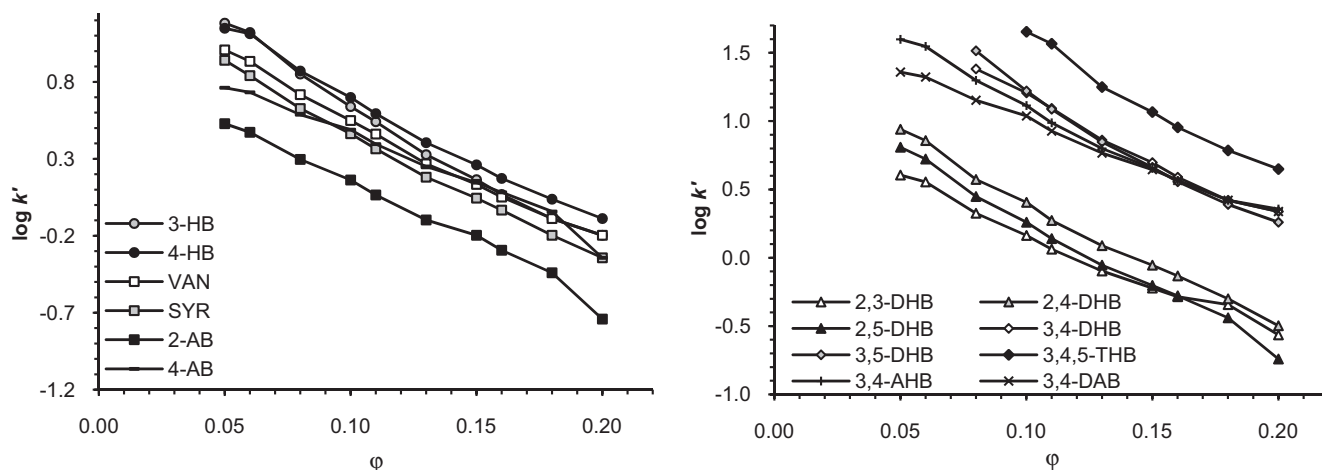 0.8
0.3
-0.2
-0.7
-1.2
log k′
3-HB
4-HB
VAN
SYR
2-AB
4-AB
0.00 0.05 0.10 0.15 0.20
φ
1.5
1.0
0.5
0.0
-0.5
-1.0
log k′
2,3-DHB 2,4-DHB
2,5-DHB 3,4-DHB
3,5-DHB 3,4,5-THB
3,4-AHB 3,4-DAB
0.00 0.05 0.10 0.15 0.20
φ